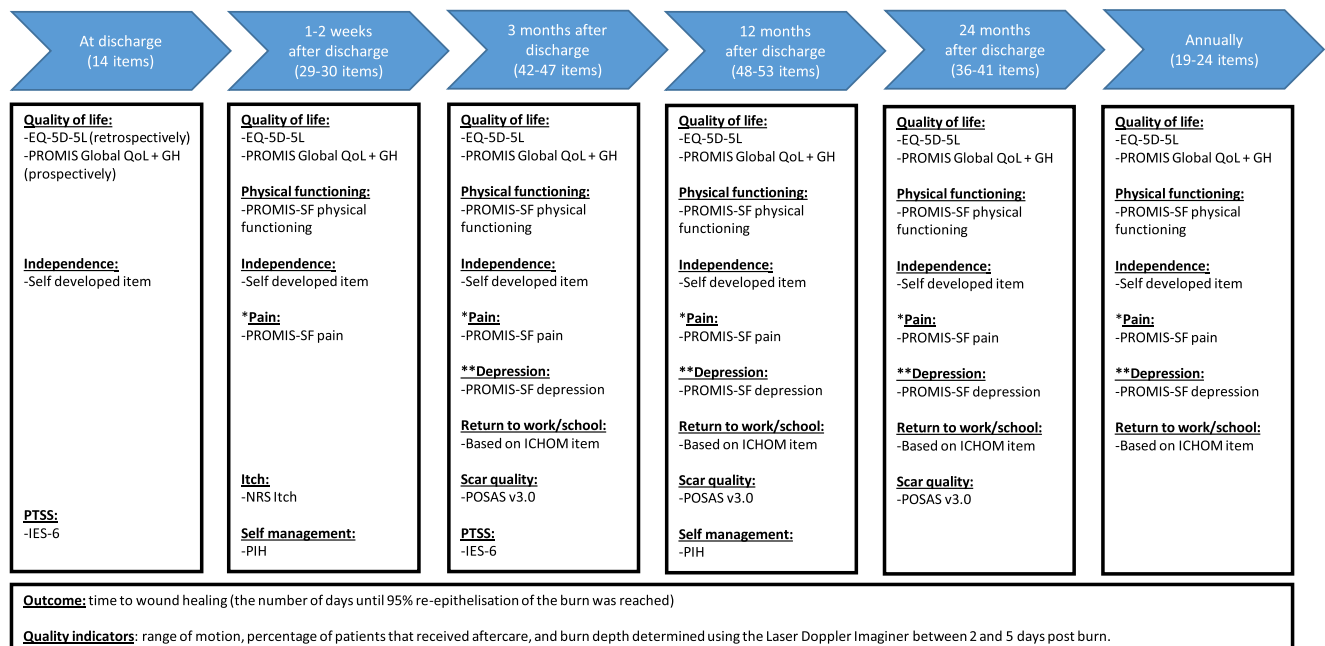 At discharge
(14 items)
1-2 weeks
after discharge
(29-30 items)
3 months after
discharge
(42-47 items)
12 months
after discharge
(48-53 items)
24 months
after discharge
(36-41 items)
Annually
(19-24 items)
Quality of life:
-EQ-5D-5L (retrospectively)
-PROMIS Global QoL + GH
(prospectively)
Independence:
-Self developed item
PTSS:
-IES-6
Quality of life:
-EQ-5D-5L
-PROMIS Global QoL + GH
Physical functioning:
-PROMIS-SF physical
functioning
Independence:
-Self developed item
*Pain:
-PROMIS-SF pain
Itch:
-NRS Itch
Self management:
-PIH
Quality of life:
-EQ-5D-5L
-PROMIS Global QoL + GH
Physical functioning:
-PROMIS-SF physical
functioning
Independence:
-Self developed item
*Pain:
-PROMIS-SF pain
**Depression:
-PROMIS-SF depression
Return to work/school:
-Based on ICHOM item
Scar quality:
-POSAS v3.0
PTSS:
-IES-6
Quality of life:
-EQ-5D-5L
-PROMIS Global QoL + GH
Physical functioning:
-PROMIS-SF physical
functioning
Independence:
-Self developed item
*Pain:
-PROMIS-SF pain
**Depression:
-PROMIS-SF depression
Return to work/school:
-Based on ICHOM item
Scar quality:
-POSAS v3.0
Self management:
-PIH
Quality of life:
-EQ-5D-5L
-PROMIS Global QoL + GH
Physical functioning:
-PROMIS-SF physical
functioning
Independence:
-Self developed item
*Pain:
-PROMIS-SF pain
**Depression:
-PROMIS-SF depression
Return to work/school:
-Based on ICHOM item
Scar quality:
-POSAS v3.0
Quality of life:
-EQ-5D-5L
-PROMIS Global QoL + GH
Physical functioning:
-PROMIS-SF physical
functioning
Independence:
-Self developed item
*Pain:
-PROMIS-SF pain
**Depression:
-PROMIS-SF depression
Return to work/school:
-Based on ICHOM item
Outcome: time to wound healing (the number of days until 95% re-epithelisation of the burn was reached)
Quality indicators: range of motion, percentage of patients that received aftercare, and burn depth determined using the Laser Doppler Imaginer between 2 and 5 days post burn.